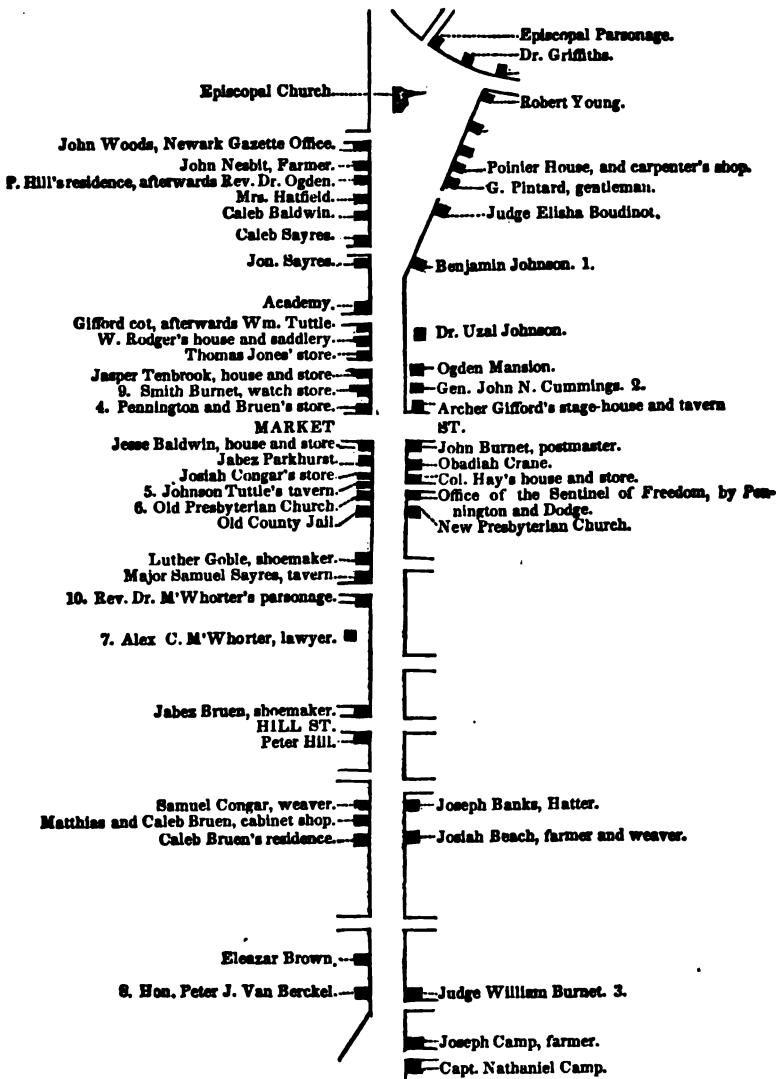 Episcopal Parsonage.
Dr. Griffiths.
Episcopal Church
Robert Young.
John Woods, Newark Gazette Office.
John Nesbit, Farmer.
P. Hill's residence, afterwards Rev. Dr. Ogden.
Mrs. Hatfield.
Caleb Baldwin.
Caleb Sayres.
Jon. Sayres.
Poinier House, and carpenter's shop.
G. Pintard, gentleman.
Judge Elisha Boudinot.
Benjamin Johnson. 1.
Academy.
Gifford cot, afterwards Wm. Tuttle.
W. Rodger's house and saddlery.
Thomas Jones' store.
Jasper Tenbrook, house and store
9. Smith Burnet, watch store.
4. Pennington and Bruen's store.
Dr. Uzal Johnson.
Ogden Mansion.
Gen. John N. Cummings. 2.
Archer Gifford's stage-house and tavern
MARKET ST.
Jesse Baldwin, house and store
Jabez Parkhurst.
Josiah Congar's store
5. Johnson Tuttle's tavern.
6. Old Presbyterian Church.
Old County Jail
John Burnet, postmaster.
Obadiah Crane.
Col. Hay's house and store.
Office of the Sentinel of Freedom, by Pen-
nington and Dodge.
New Presbyterian Church.
Luther Goble, shoemaker.
Major Samuel Sayres, tavern
10. Rev. Dr. M'Whorter's parsonage.
7. Alex C. M'Whorter, lawyer.
Jabez Bruen, shoemaker.
HILL ST.
Peter Hill.
Samuel Congar, weaver.
Matthias and Caleb Bruen, cabinet shop.
Caleb Bruen's residence.
Joseph Banks, Hatter.
Josiah Beach, farmer and weaver.
Eleazar Brown.
8. Hon. Peter J. Van Berckel.
Judge William Burnet. 3.
Joseph Camp, farmer.
Capt. Nathaniel Camp.